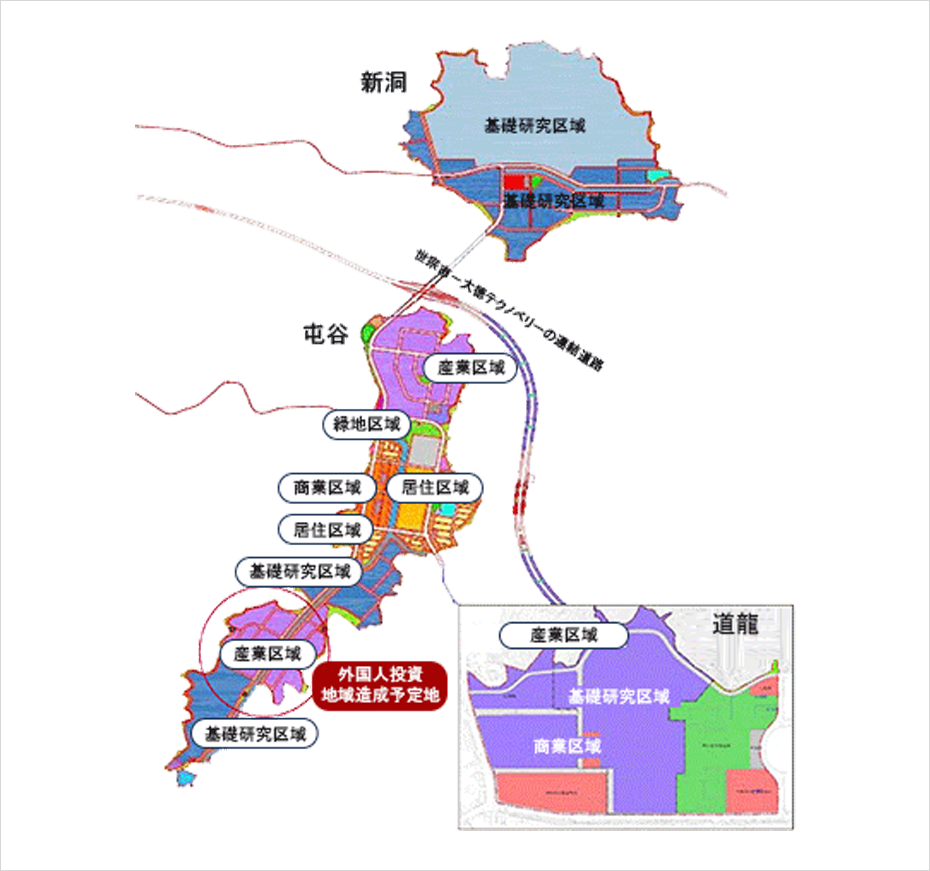 新洞
基礎研究区域
基礎研究区域
世宗市ー大徳テクノベリーの連結道路
屯谷
産業区域
緑地区域
商業区域
居住区域
居住区域
基礎研究区域
産業区域
外国人投資
地域造成予定地
基礎研究区域
道龍
産業区域
基礎研究区域
商業区域